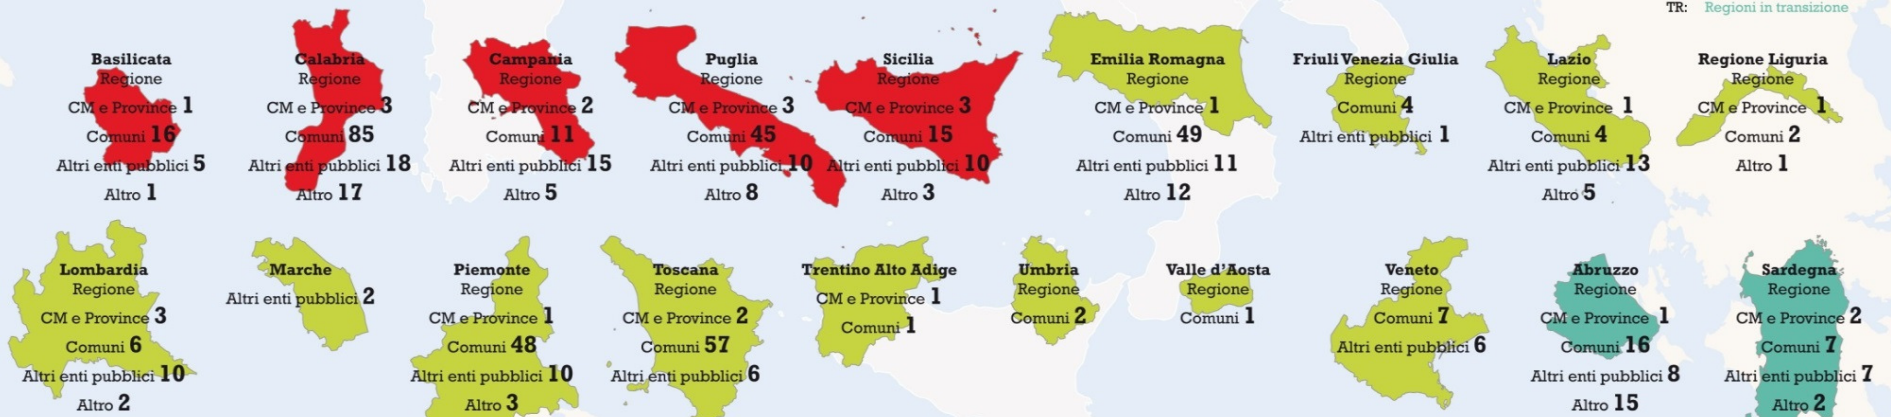 TR: Regioni in transizione
Basilicata
Regione
CM e Province 1
Comuni 16
Altri enti pubblici 5
Altro 1
Calabria
Regione
CM e Province 3
Comuni 85
Altri enti pubblici 18
Altro 17
Campania
Regione
CM e Province 2
Comuni 11
Altri enti pubblici 15
Altro 5
Puglia
Regione
CM e Province 3
Comuni 45
Altri enti pubblici 10
Altro 8
Sicilia
Regione
CM e Province 3
Comuni 15
Altri enti pubblici 10
Altro 3
Emilia Romagna
Regione
CM e Province 1
Comuni 49
Altri enti pubblici 11
Altro 12
Friuli Venezia Giulia
Regione
Comuni 4
Altri enti pubblici 1
Lazio
Regione
CM e Province 1
Comuni 4
Altri enti pubblici 13
Altro 5
Regione Liguria
Regione
CM e Province 1
Comuni 2
Altro 1
Lombardia
Regione
CM e Province 3
Comuni 6
Altri enti pubblici 10
Altro 2
Marche
Altri enti pubblici 2
Piemonte
Regione
CM e Province 1
Comuni 48
Altri enti pubblici 10
Altro 3
Toscana
Regione
CM e Province 2
Comuni 57
Altri enti pubblici 6
Trentino Alto Adige
CM e Province 1
Comuni 1
Umbria
Regione
Comuni 2
Valle d'Aosta
Regione
Comuni 1
Veneto
Regione
Comuni 7
Altri enti pubblici 6
Abruzzo
Regione
CM e Province 1
Comuni 16
Altri enti pubblici 8
Altro 15
Sardegna
Regione
CM e Province 2
Comuni 7
Altri enti pubblici 7
Altro 2